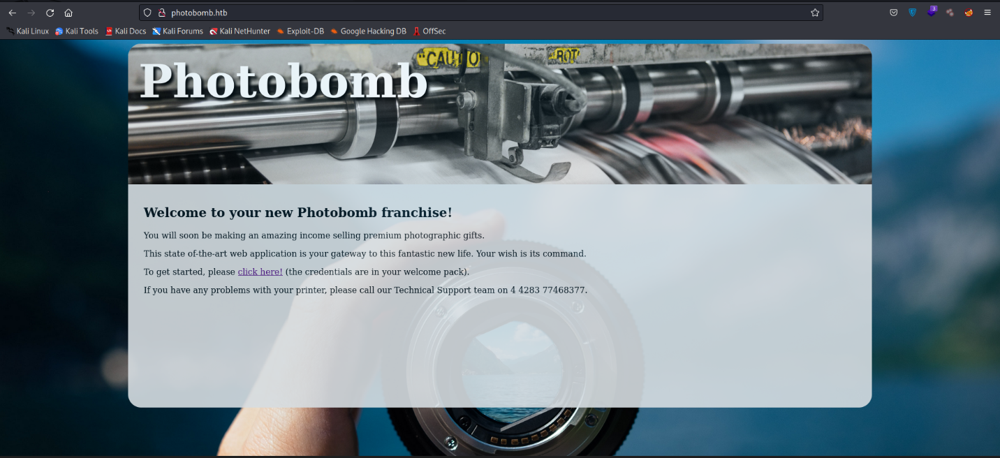 photobomb.htb
3
Kali Linux Kali Tools Kali Docs Kali Forums Kali NetHunter Exploit-DB Google Hacking DB OffSec
Photobomb
Welcome to your new Photobomb franchise!
You will soon be making an amazing income selling premium photographic gifts.
This state of-the-art web application is your gateway to this fantastic new life. Your wish is its command.
To get started, please click here! (the credentials are in your welcome pack).
If you have any problems with your printer, please call our Technical Support team on 4 4283 77468377.